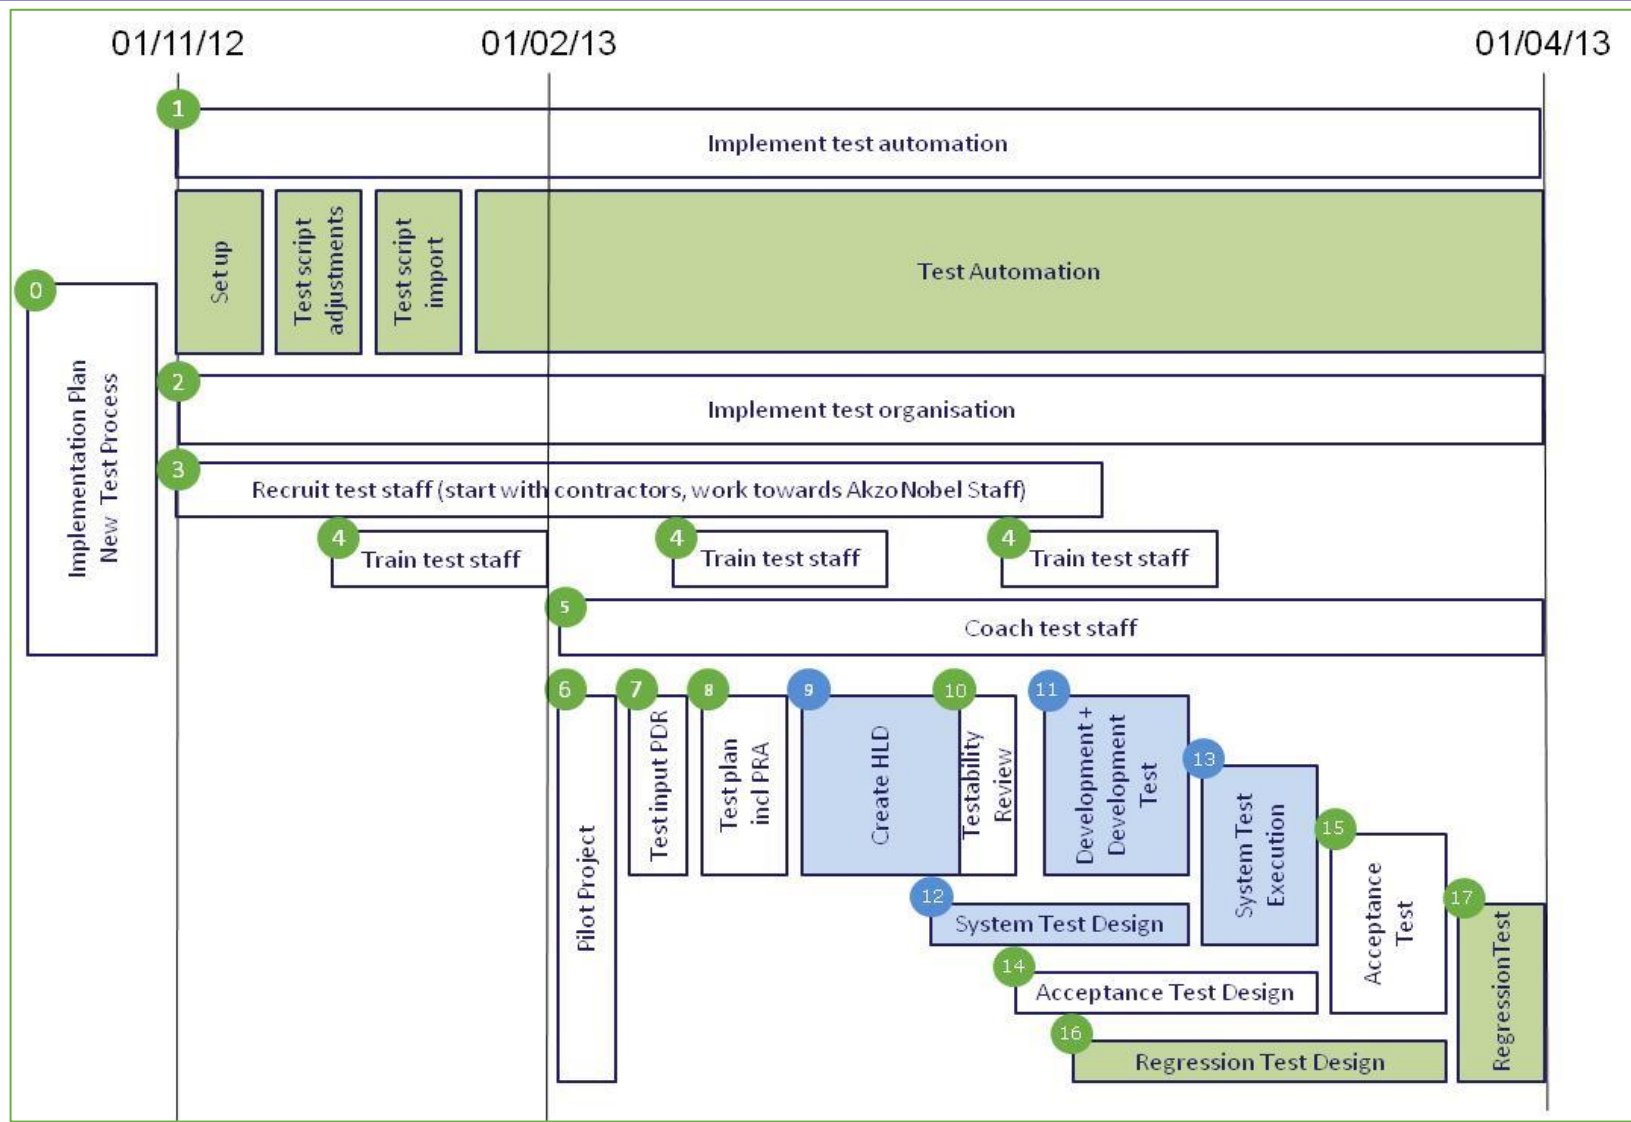 01/11/12
01/02/13
01/04/13
1
Implement test automation
Set up
Test script
adjustments
Test script
import
Test Automation
0
Implementation Plan
New Test Process
2
Implement test organisation
3
Recruit test staff (start with contractors, work towards AkzoNobel Staff)
4
Train test staff
4
Train test staff
4
Train test staff
5
Coach test staff
6
Pilot Project
7
Test input PDR
8
Test plan
incl PRA
9
Create HLD
10
Testability
Review
11
Development +
Development
Test
12
System Test Design
13
System Test
Execution
14
Acceptance Test Design
15
Acceptance
Test
16
Regression Test Design
17
RegressionTest